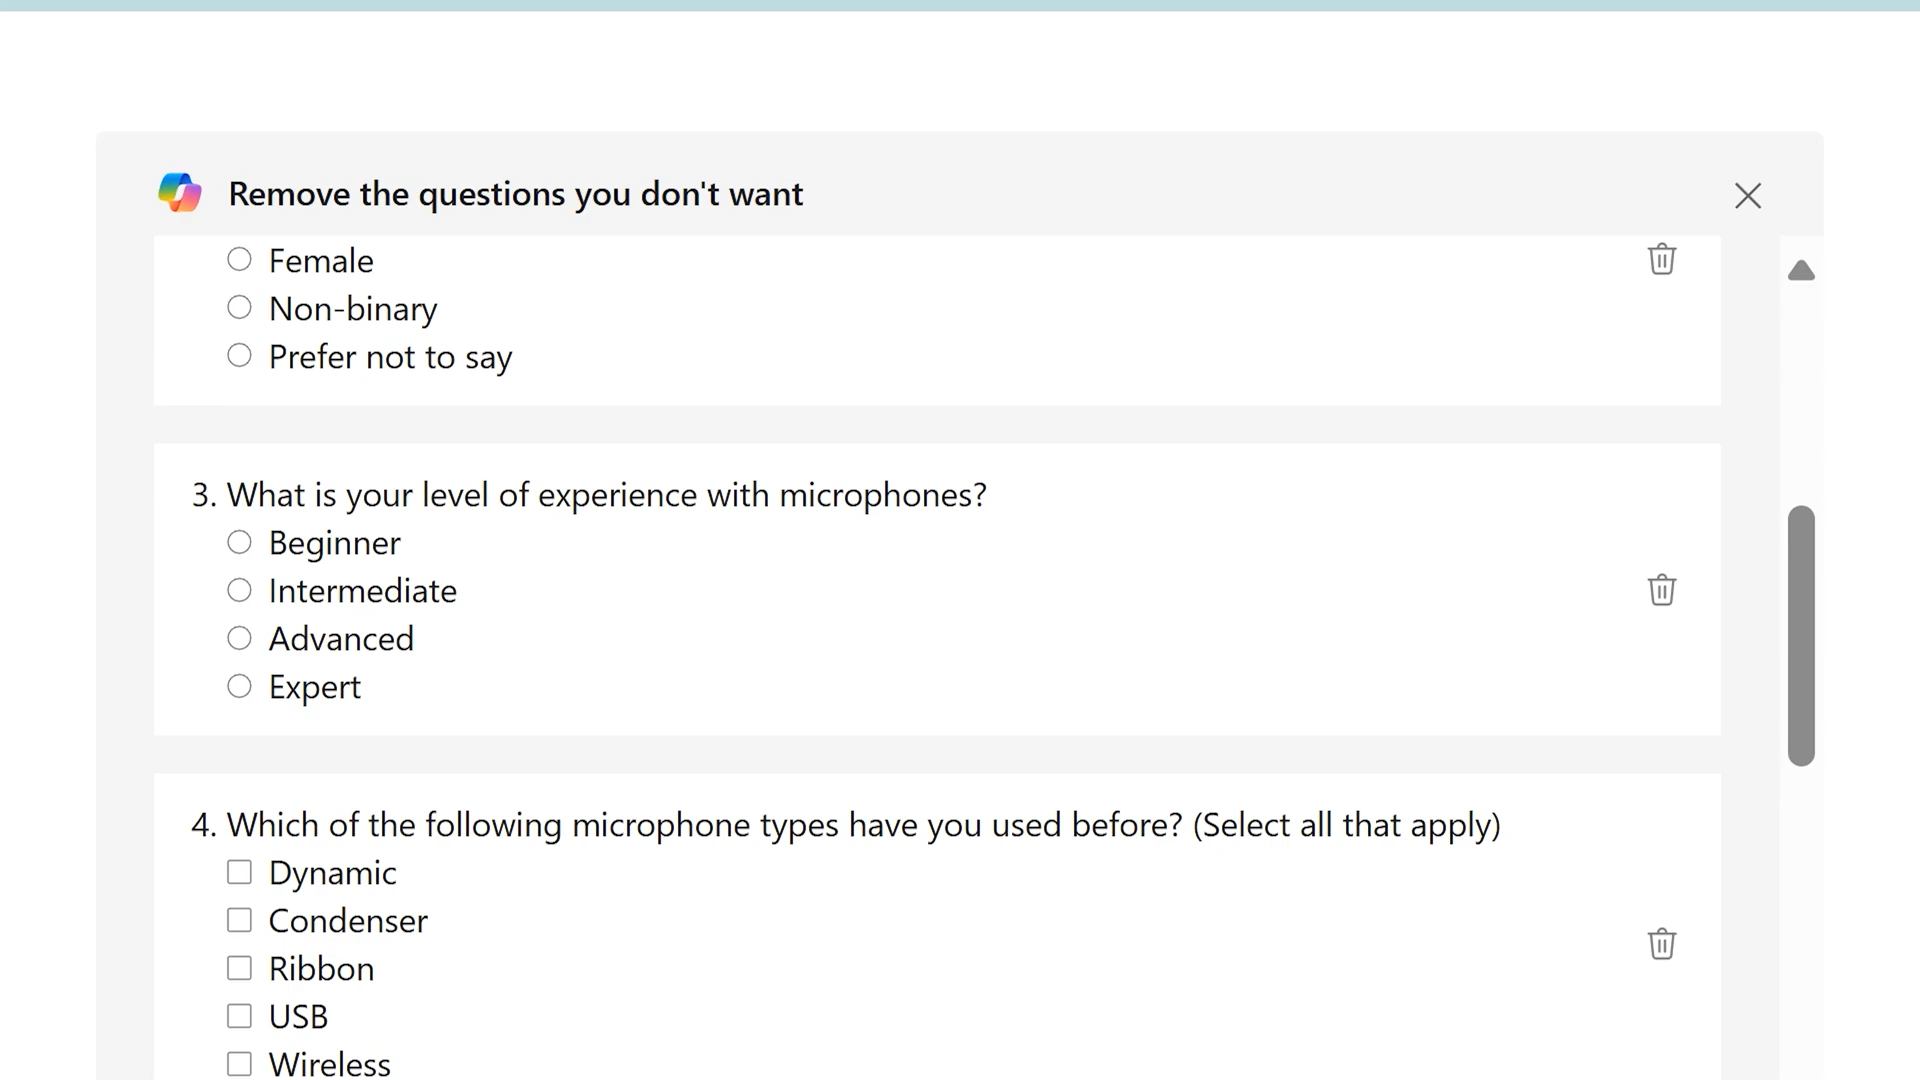 Remove the questions you don't want
Female
Non-binary
Prefer not to say
3. What is your level of experience with microphones?
Beginner
Intermediate
Advanced
Expert
4. Which of the following microphone types have you used before? (Select all that apply)
Dynamic
Condenser
Ribbon
USB
Wireless